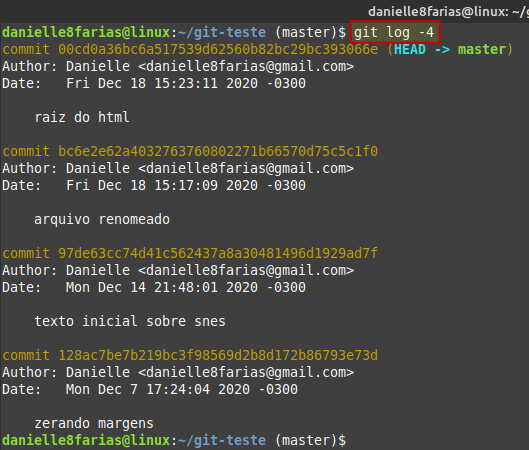 danielle8farias@linux: ~/g
danielle8farias@linux:~/git-teste (master)$ git log -4
commit 00cd0a36bc6a517539d62560b82bc29bc393066e (HEAD -> master)
Author: Danielle <danielle8farias@gmail.com>
Date:   Fri Dec 18 15:23:11 2020 -0300
raiz do html
commit bc6e2e62a4032763760802271b66570d75c5c1f0
Author: Danielle <danielle8farias@gmail.com>
Date:   Fri Dec 18 15:17:09 2020 -0300
arquivo renomeado
commit 97de63cc74d41c562437a8a30481496d1929ad7f
Author: Danielle <danielle8farias@gmail.com>
Date:   Mon Dec 14 21:48:01 2020 -0300
texto inicial sobre snes
commit 128ac7be7b219bc3f98569d2b8d172b86793e73d
Author: Danielle <danielle8farias@gmail.com>
Date:   Mon Dec 7 17:24:04 2020 -0300
zerando margens
danielle8farias@linux:~/git-teste (master)$